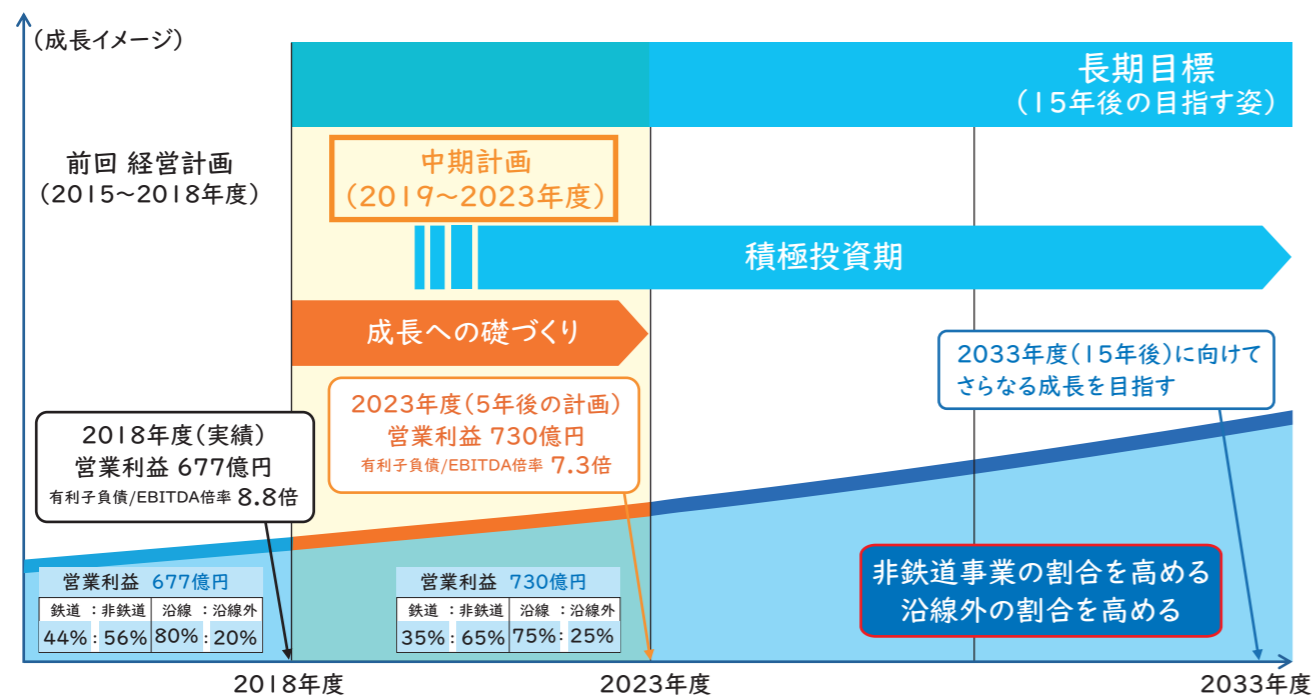 (成長イメージ)
長期目標
(15年後の目指す姿)
前回 経営計画
(2015〜2018年度)
中期計画
(2019〜2023年度)
積極投資期
成長への礎づくり
2033年度(15年後)に向けて
さらなる成長を目指す
2023年度(5年後の計画)
営業利益 730億円
有利子負債/EBITDA倍率 7.3倍
2018年度(実績)
営業利益 677億円
有利子負債/EBITDA倍率 8.8倍
営業利益 677億円
鉄道 : 非鉄道 沿線 : 沿線外
44% : 56% 80% : 20%
営業利益 730億円
鉄道 : 非鉄道 沿線 : 沿線外
35% : 65% 75% : 25%
非鉄道事業の割合を高める
沿線外の割合を高める
2018年度 2023年度 2033年度